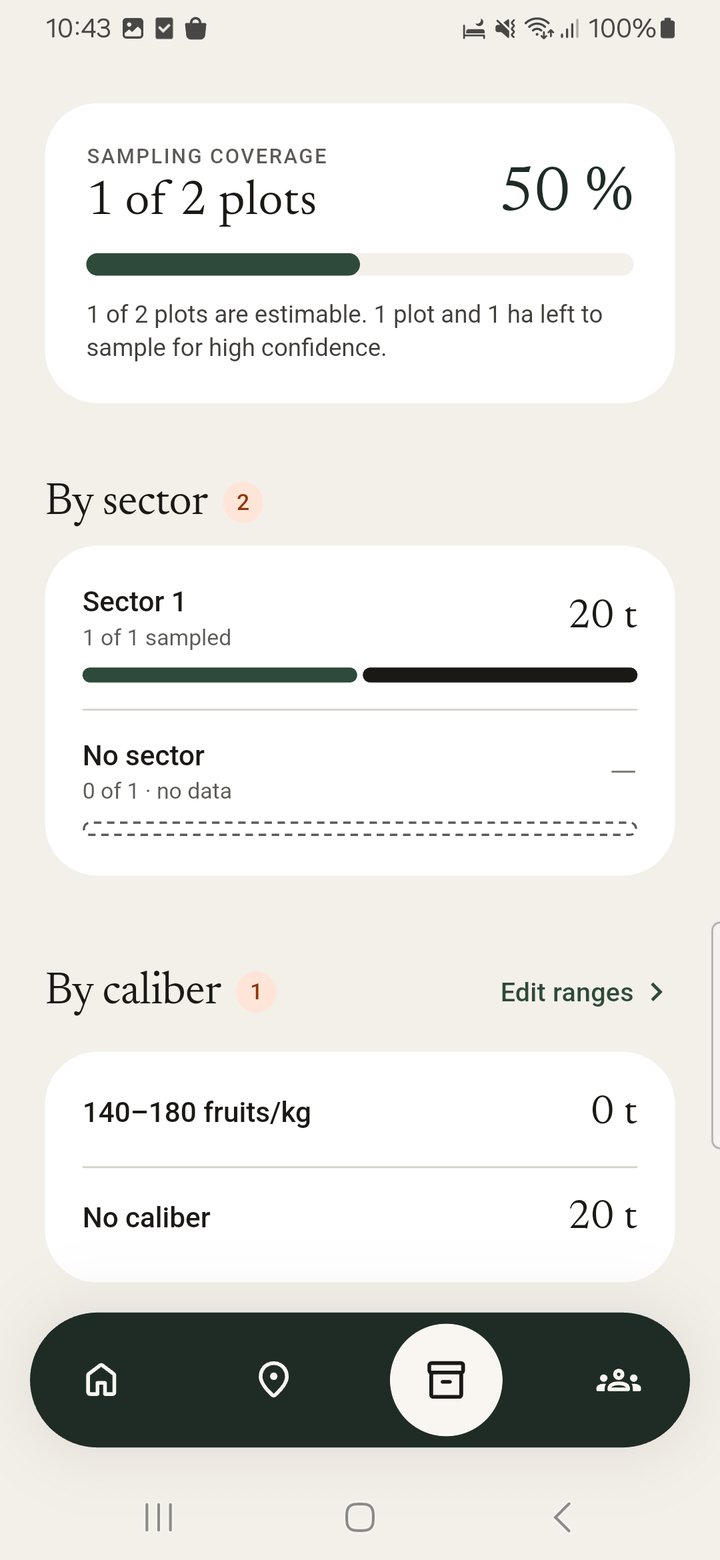 10:43
100%
SAMPLING COVERAGE
1 of 2 plots
50 %
1 of 2 plots are estimable. 1 plot and 1 ha left to
sample for high confidence.
By sector 2
Sector 1
20 t
1 of 1 sampled
No sector
—
0 of 1 · no data
By caliber 1
Edit ranges
140–180 fruits/kg
0 t
No caliber
20 t